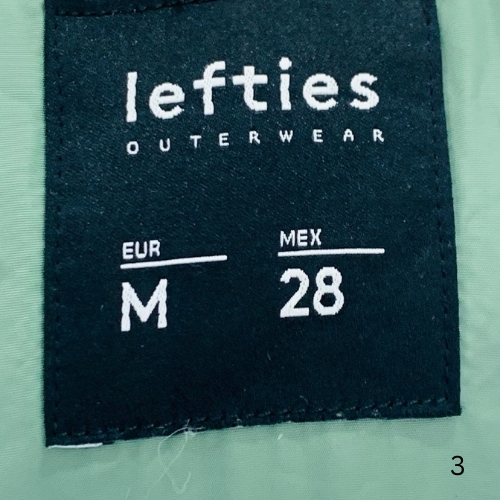 lefties
OUTERWEAR
EUR MEX
M 28
3